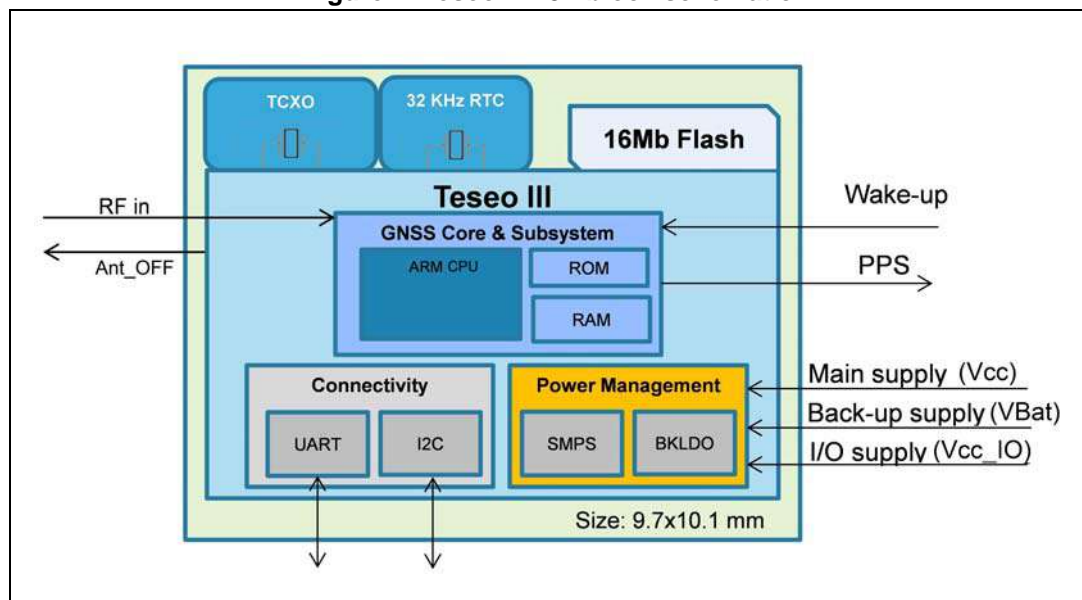 TCXO
32 KHz RTC
16Mb Flash
Teseo III
RF in
Wake-up
GNSS Core & Subsystem
ARM CPU
ROM
Ant_OFF
PPS
RAM
Connectivity
Power Management
Main supply (Vcc)
Back-up supply (VBat)
UART
I2C
SMPS
BKLDO
I/O supply (Vcc_IO)
Size: 9.7x10.1 mm